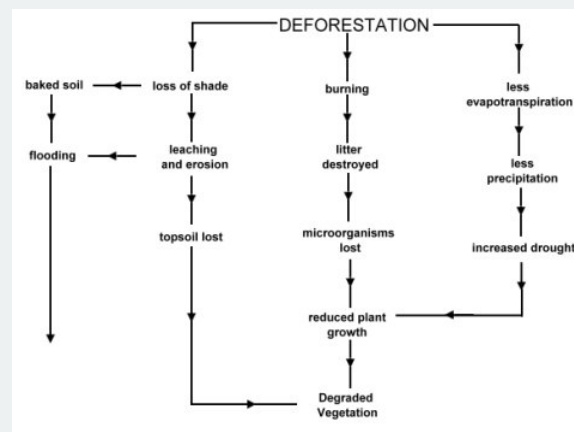 DEFORESTATION
baked soil
loss of shade
burning
less
evapotranspiration
flooding
leaching
and erosion
litter
destroyed
less
precipitation
topsoil lost
microorganisms
lost
increased drought
reduced plant
growth
Degraded
Vegetation